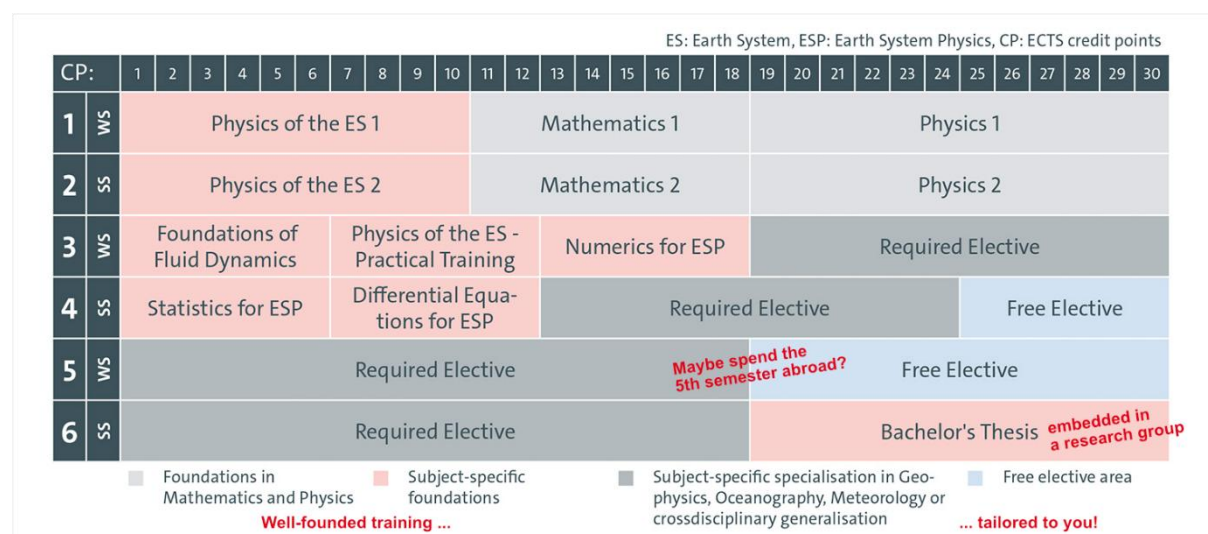 ES: Earth System, ESP: Earth System Physics, CP: ECTS credit points
CP: 1 2 3 4 5 6 7 8 9 10 11 12 13 14 15 16 17 18 19 20 21 22 23 24 25 26 27 28 29 30
1 WS Physics of the ES 1 Mathematics 1 Physics 1
2 SS Physics of the ES 2 Mathematics 2 Physics 2
3 WS
Foundations of
Fluid Dynamics
Physics of the ES -
Practical Training
Numerics for ESP
Required Elective
4 SS
Statistics for ESP
Differential Equa-
tions for ESP
Required Elective
Free Elective
5 WS
Required Elective
Maybe spend the
5th semester abroad?
Free Elective
6 SS
Required Elective
Bachelor's Thesis
embedded in
a research group
Foundations in
Mathematics and Physics
Subject-specific
foundations
Subject-specific specialisation in Geo-
physics, Oceanography, Meteorology or
crossdisciplinary generalisation
Free elective area
Well-founded training ...
... tailored to you!